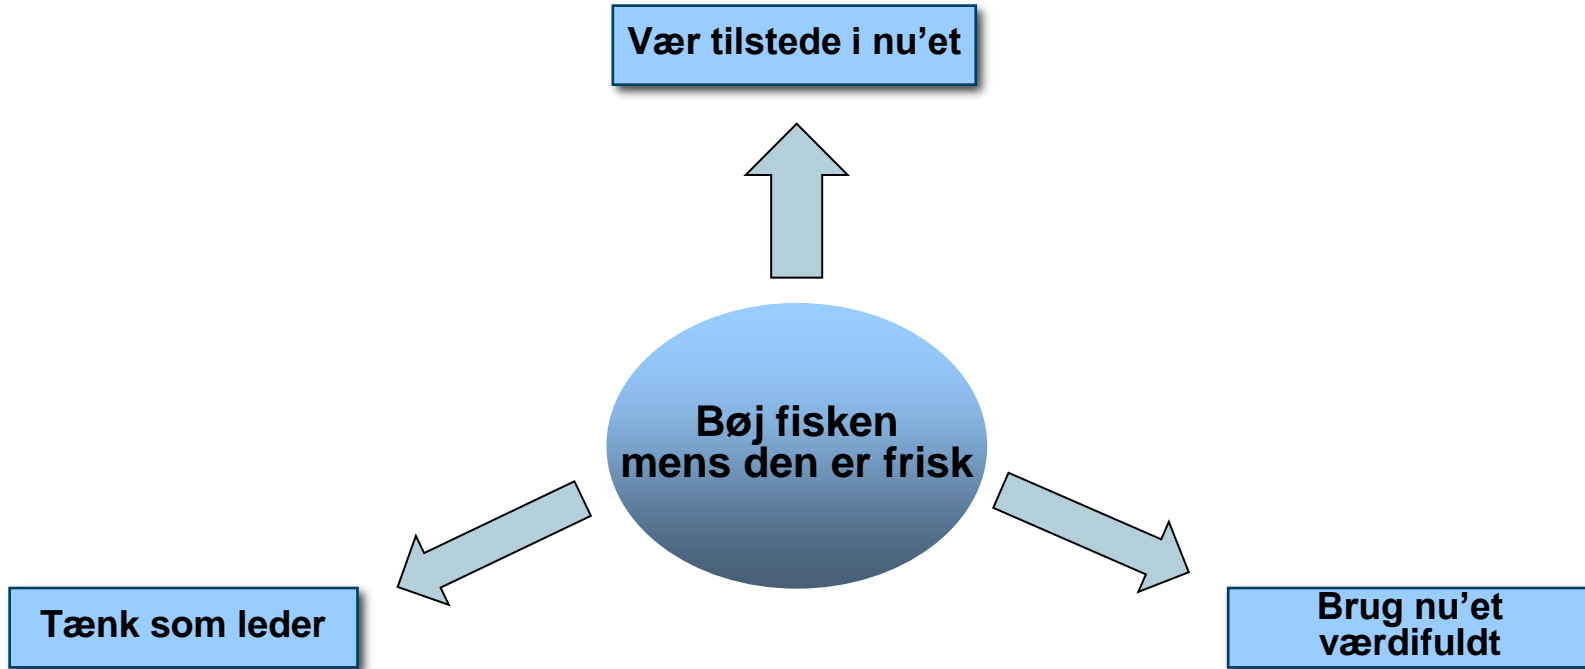 Vær tilstede i nu’et
Bøj fisken
mens den er frisk
Tænk som leder
Brug nu’et
værdifuldt